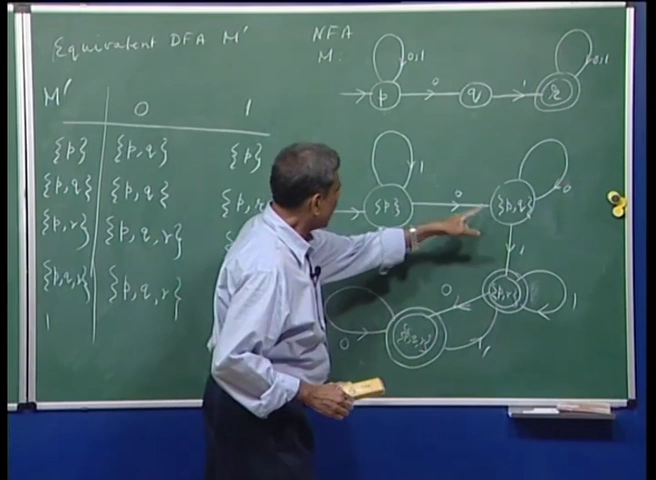 Equivalent DFA M' NFA
M:
0,1 0,1
p 0 q 1 r
M' 0 1
{p} {p,q} {p}
{p,q} {p,q} {p,r
{p,r} {p,q,r}
{p,q,r} {p,q,r}
1
1 0
{p} 0 {p,q}
1
{p,r} 1
0
0 {p,q,r} 1